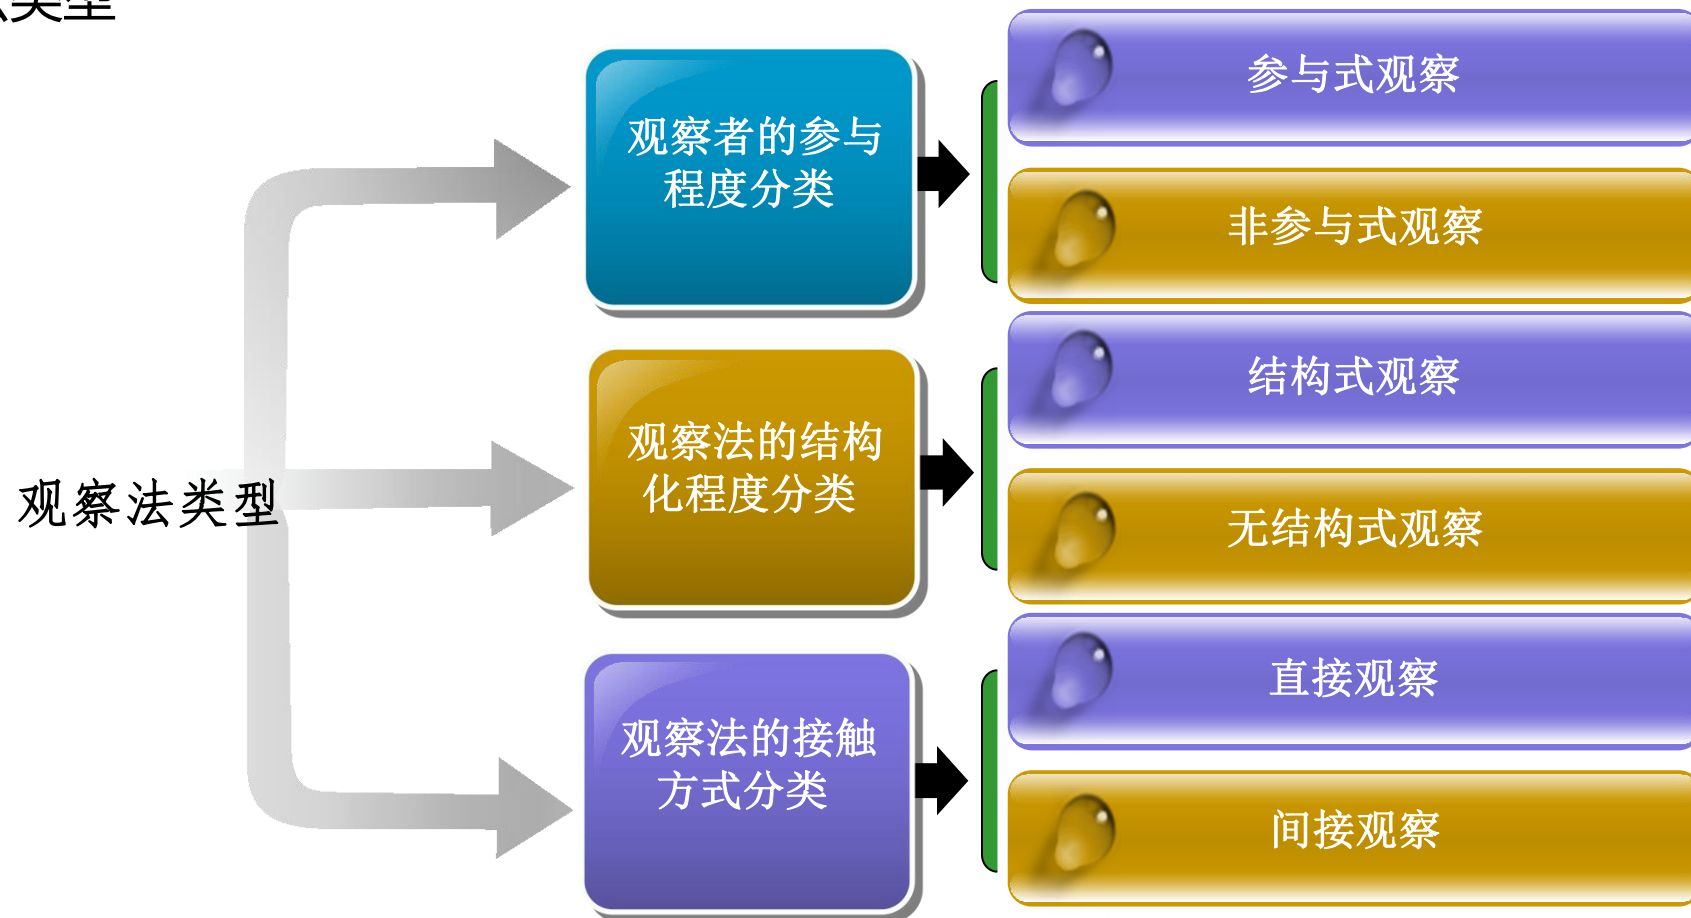 类型
观察法类型
观察者的参与
程度分类
参与式观察
非参与式观察
观察法的结构
化程度分类
结构式观察
无结构式观察
观察法的接触
方式分类
直接观察
间接观察